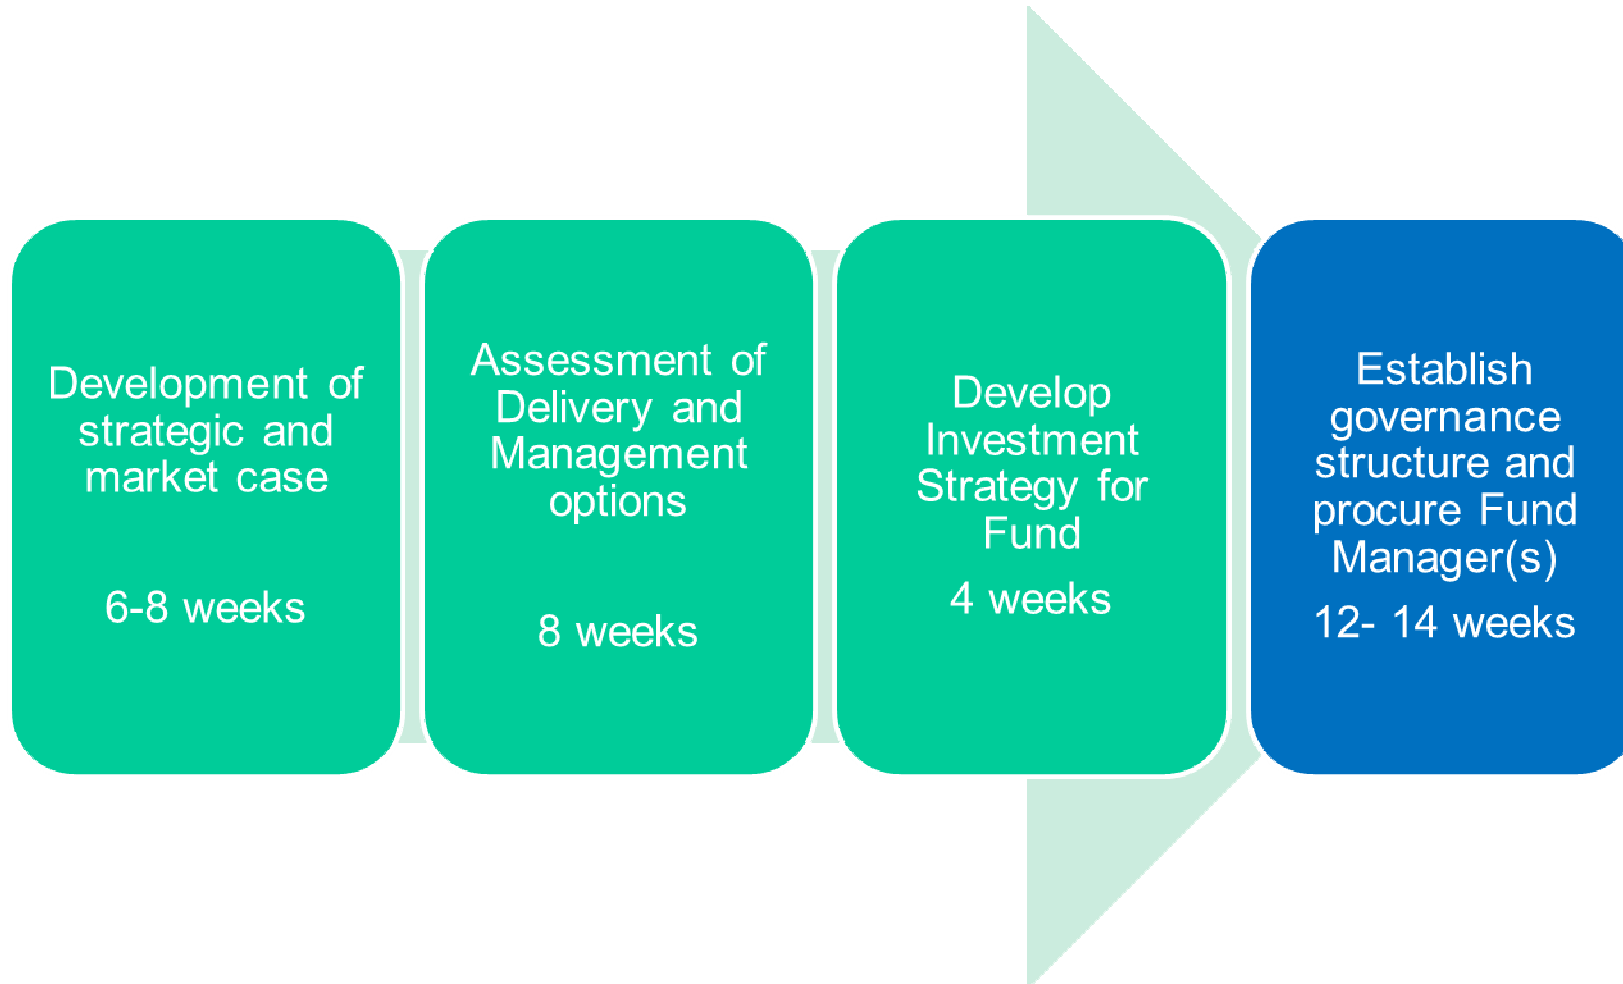 Development of
strategic and
market case
6-8 weeks
Assessment of
Delivery and
Management
options
8 weeks
Develop
Investment
Strategy for
Fund
4 weeks
Establish
governance
structure and
procure Fund
Manager(s)
12- 14 weeks